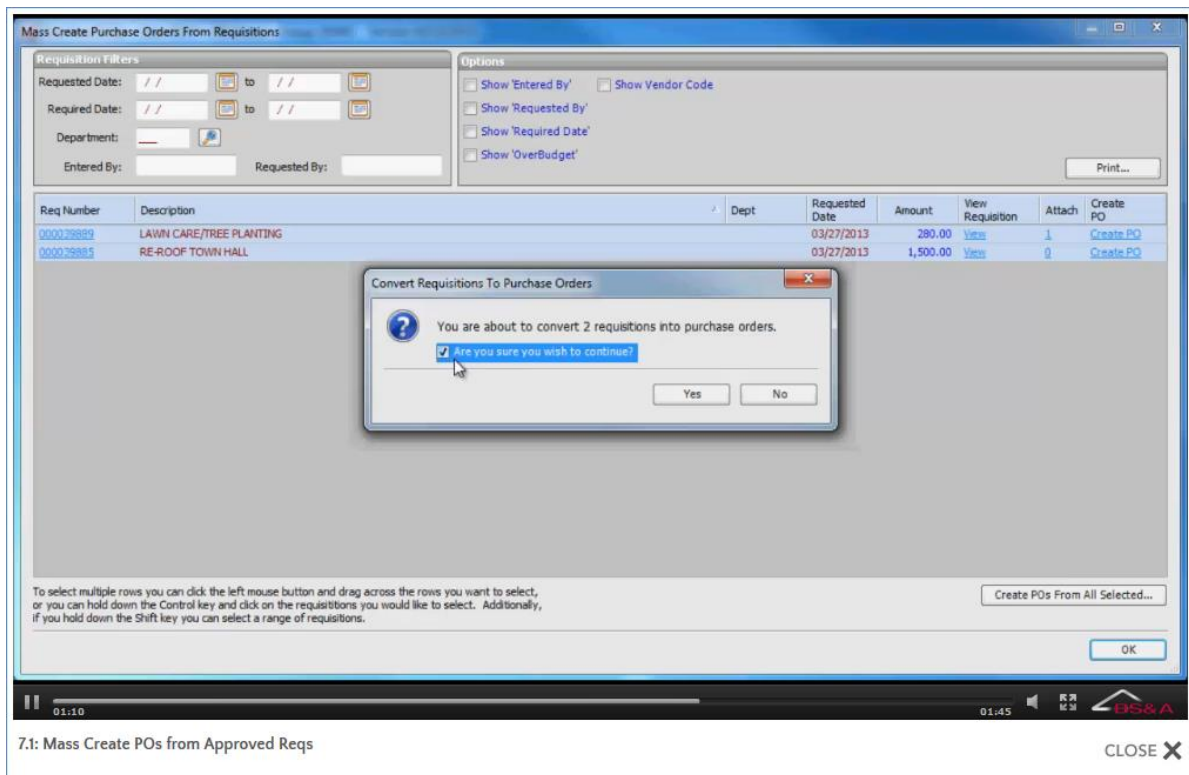 Mass Create Purchase Orders From Requisitions
Requisition Filters
Requested Date: / / to / /
Required Date: / / to / /
Department:
Entered By: Requested By:
Options
Show 'Entered By' Show Vendor Code
Show 'Requested By'
Show 'Required Date'
Show 'OverBudget'
Print...
Req Number Description Dept Requested Date Amount View Requisition Attach Create PO
000039889 LAWN CARE/TREE PLANTING 03/27/2013 280.00 View 1 Create PO
000039885 RE-ROOF TOWN HALL 03/27/2013 1,500.00 View 0 Create PO
Convert Requisitions To Purchase Orders
You are about to convert 2 requisitions into purchase orders.
Are you sure you wish to continue?
Yes No
To select multiple rows you can click the left mouse button and drag across the rows you want to select,
or you can hold down the Control key and click on the requisititions you would like to select. Additionally,
if you hold down the Shift key you can select a range of requisitions.
Create POs From All Selected...
OK
01:10 01:45 BS&A
7.1: Mass Create POs from Approved Reqs
CLOSE X